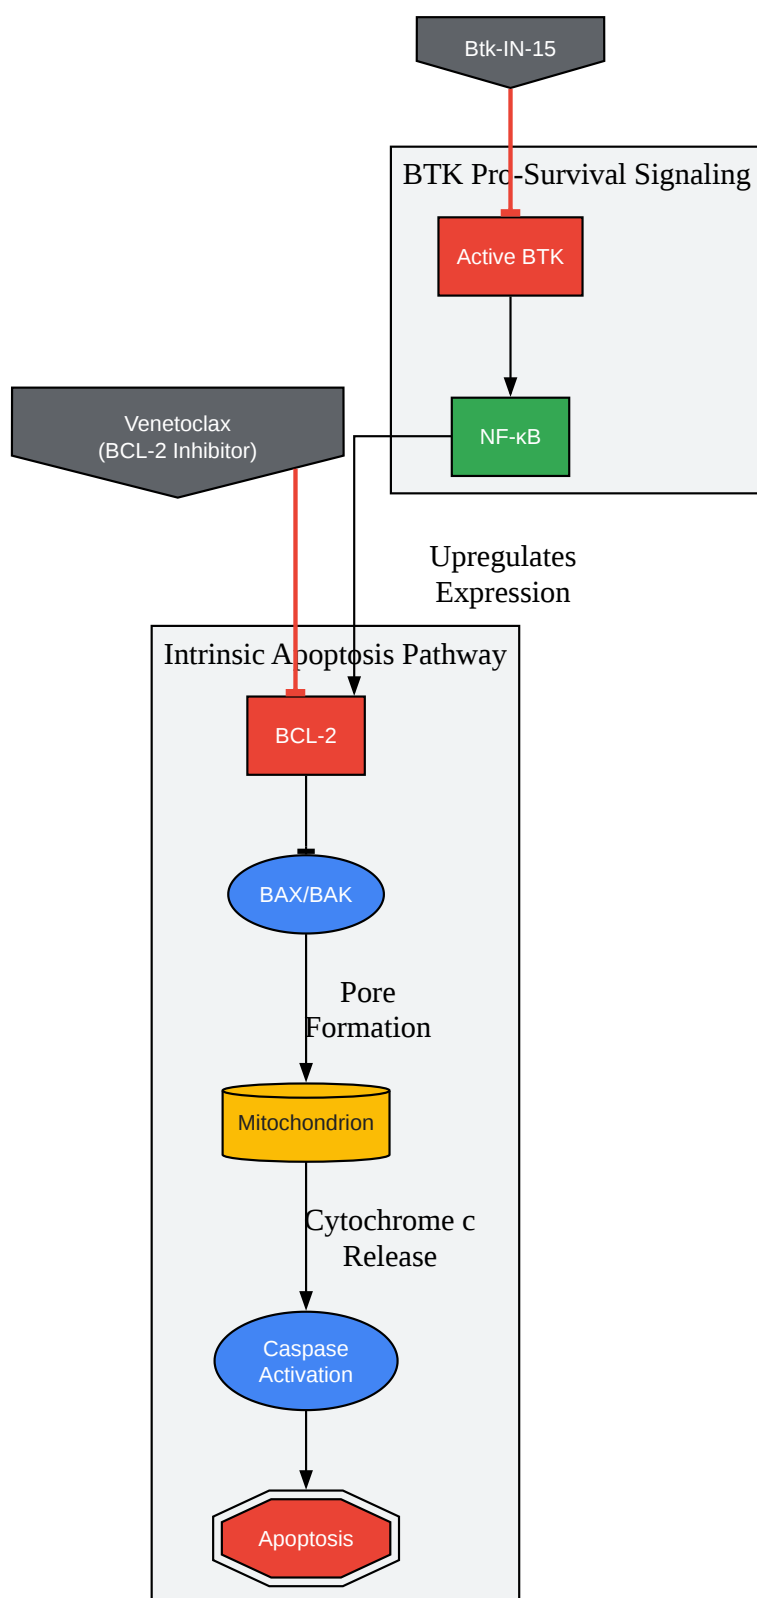 Btk-IN-15
BTK Pro-Survival Signaling
Active BTK
Venetoclax
(BCL-2 Inhibitor)
NF-κB
Upregulates
Expression
Intrinsic Apoptosis Pathway
BCL-2
BAX/BAK
Pore
Formation
Mitochondrion
Cytochrome c
Release
Caspase
Activation
Apoptosis